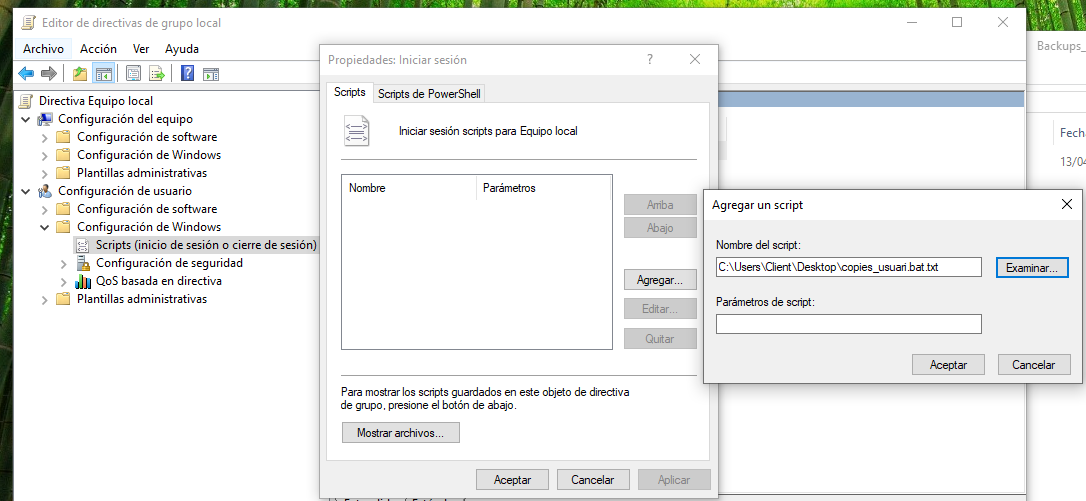 Editor de directivas de grupo local
Archivo Acción Ver Ayuda
Directiva Equipo local
Configuración del equipo
Configuración de software
Configuración de Windows
Plantillas administrativas
Configuración de usuario
Configuración de software
Configuración de Windows
Scripts (inicio de sesión o cierre de sesión)
Configuración de seguridad
QoS basada en directiva
Plantillas administrativas
Propiedades: Iniciar sesión
Scripts Scripts de PowerShell
Iniciar sesión scripts para Equipo local
Nombre Parámetros
Arriba
Abajo
Agregar...
Editar...
Quitar
Para mostrar los scripts guardados en este objeto de directiva
de grupo, presione el botón de abajo.
Mostrar archivos...
Aceptar Cancelar Aplicar
Agregar un script
Nombre del script:
C:\Users\Client\Desktop\copies_usuari.bat.txt Examinar...
Parámetros de script:
Aceptar Cancelar
Backups_
Fecha
13/04